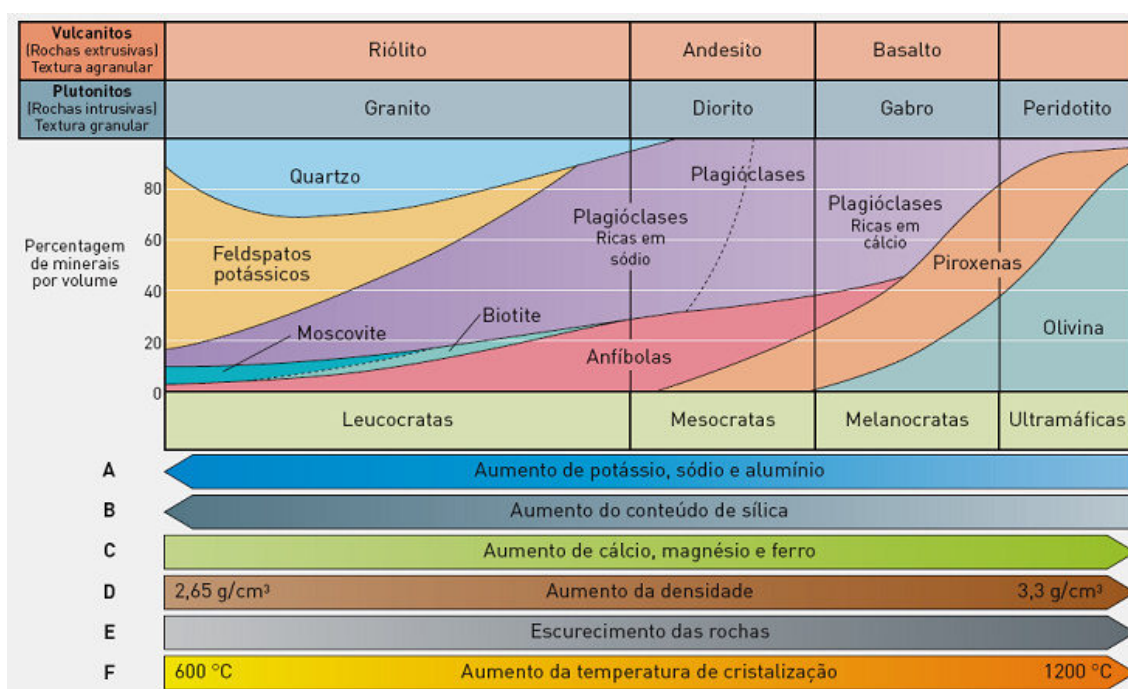 Vulcanitos
(Rochas extrusivas)
Textura agranular
Riólito
Andesito
Basalto
Plutonitos
(Rochas intrusivas)
Textura granular
Granito
Diorito
Gabro
Peridotito
Percentagem
de minerais
por volume
80
60
40
20
0
Quartzo
Feldspatos
potássicos
Moscovite
Biotite
Plagióclases
Ricas em
sódio
Plagióclases
Plagióclases
Ricas em
cálcio
Piroxenas
Anfíbolas
Olivina
Leucocratas
Mesocratas
Melanocratas
Ultramáficas
A Aumento de potássio, sódio e alumínio
B Aumento do conteúdo de sílica
C Aumento de cálcio, magnésio e ferro
D 2,65 g/cm³ Aumento da densidade 3,3 g/cm³
E Escurecimento das rochas
F 600 °C Aumento da temperatura de cristalização 1200 °C